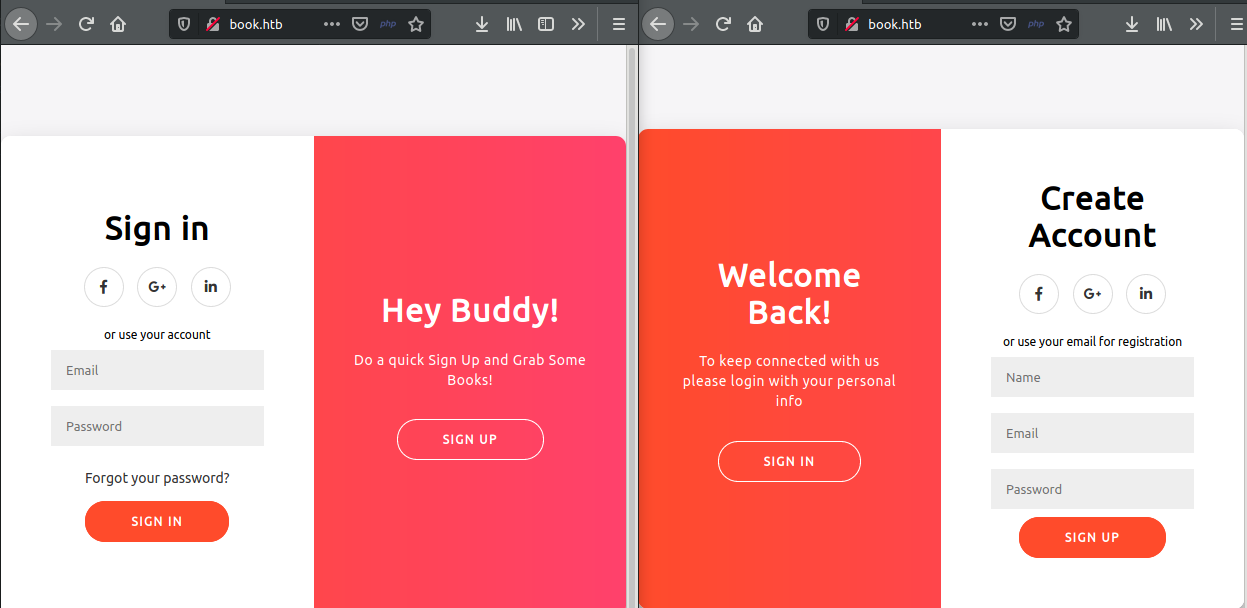 book.htb
php
book.htb
php
Sign in
f
G+
in
or use your account
Email
Password
Forgot your password?
SIGN IN
Hey Buddy!
Do a quick Sign Up and Grab Some
Books!
SIGN UP
Welcome
Back!
To keep connected with us
please login with your personal
info
SIGN IN
Create
Account
f
G+
in
or use your email for registration
Name
Email
Password
SIGN UP